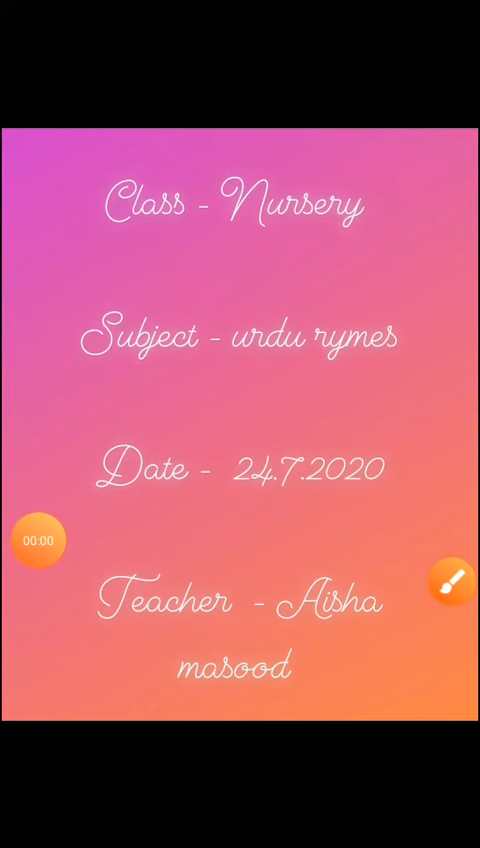 Class - Nursery
Subject - urdu rymes
Date - 24.7.2020
00:00
Teacher - Aisha
masood